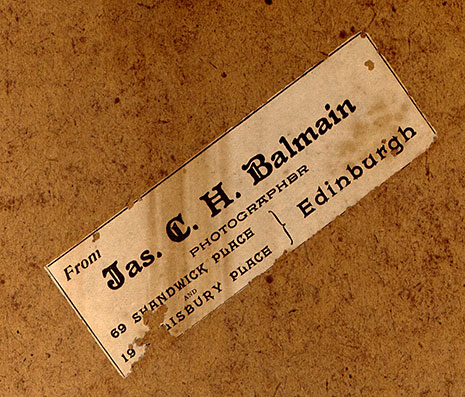 From
Jas. C. H. Balmain
PHOTOGRAPHER
69 SHANDWICK PLACE
AND
19 ISBURY PLACE
Edinburgh